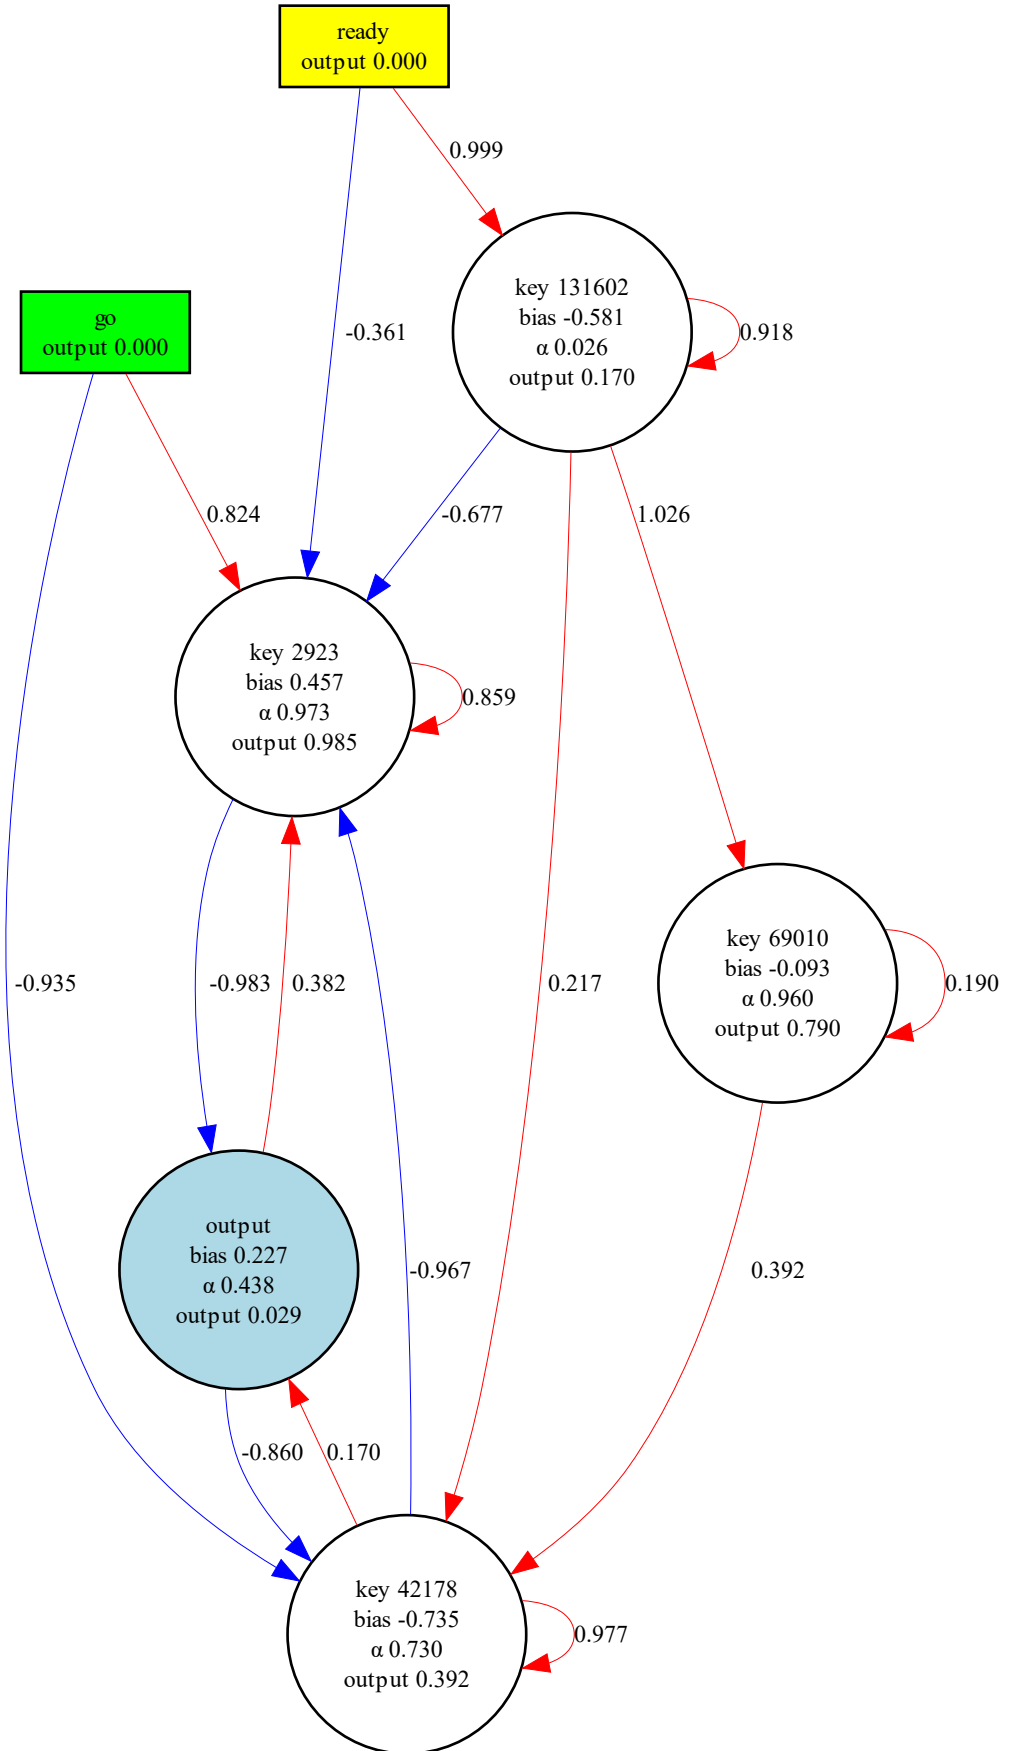 ready
output 0.000
0.999
key 131602
bias -0.581
α 0.026
output 0.170
0.918
go
output 0.000
-0.361
0.824
-0.677
1.026
key 2923
bias 0.457
α 0.973
output 0.985
0.859
key 69010
bias -0.093
α 0.960
output 0.790
0.190
-0.935
-0.983
0.382
0.217
output
bias 0.227
α 0.438
output 0.029
-0.967
0.392
-0.860
0.170
key 42178
bias -0.735
α 0.730
output 0.392
0.977